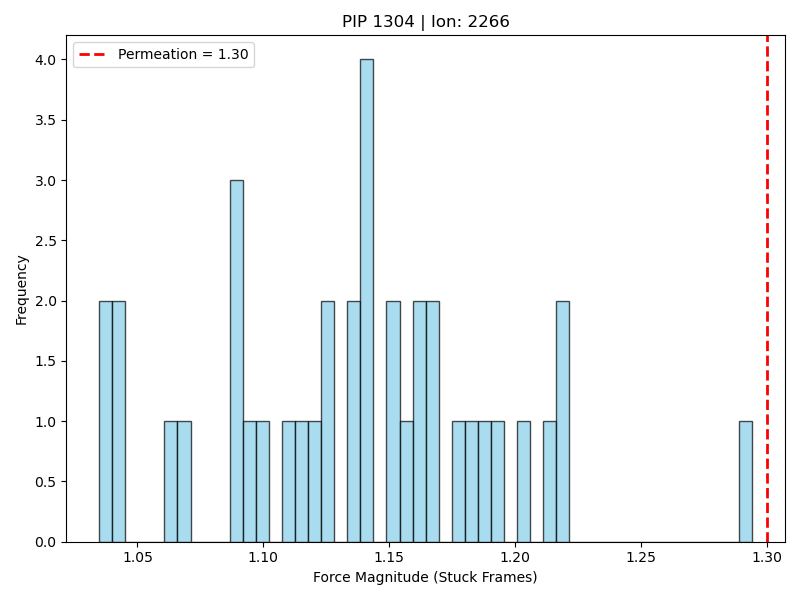 PIP 1304 | Ion: 2266
Permeation = 1.30
4.0
3.5
3.0
2.5
2.0
1.5
1.0
0.5
0.0
Frequency
1.05 1.10 1.15 1.20 1.25 1.30
Force Magnitude (Stuck Frames)